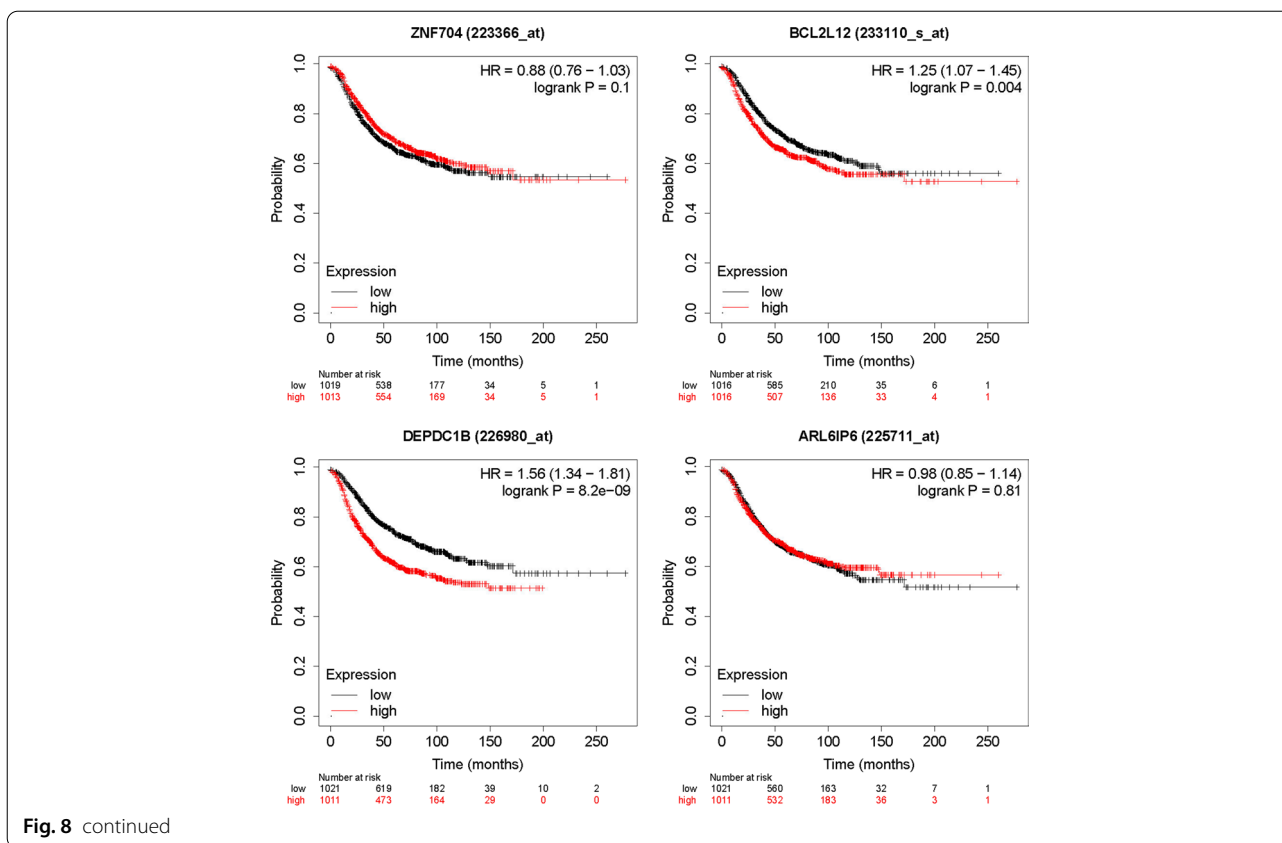 ZNF704 (223366_at)
HR = 0.88 (0.76 − 1.03)
logrank P = 0.1
Probability
1.0
0.8
0.6
0.4
0.2
0.0
Expression
low
high
0 50 100 150 200 250
Time (months)
Number at risk
low 1019 538 177 34 5 1
high 1013 554 169 34 5 1
BCL2L12 (233110_s_at)
HR = 1.25 (1.07 − 1.45)
logrank P = 0.004
Probability
1.0
0.8
0.6
0.4
0.2
0.0
Expression
low
high
0 50 100 150 200 250
Time (months)
Number at risk
low 1016 585 210 35 6 1
high 1016 507 136 33 4 1
DEPDC1B (226980_at)
HR = 1.56 (1.34 − 1.81)
logrank P = 8.2e−09
Probability
1.0
0.8
0.6
0.4
0.2
0.0
Expression
low
high
0 50 100 150 200 250
Time (months)
Number at risk
low 1021 619 182 39 10 2
high 1011 473 164 29 0 0
ARL6IP6 (225711_at)
HR = 0.98 (0.85 − 1.14)
logrank P = 0.81
Probability
1.0
0.8
0.6
0.4
0.2
0.0
Expression
low
high
0 50 100 150 200 250
Time (months)
Number at risk
low 1021 560 163 32 7 1
high 1011 532 183 36 3 1
Fig. 8 continued